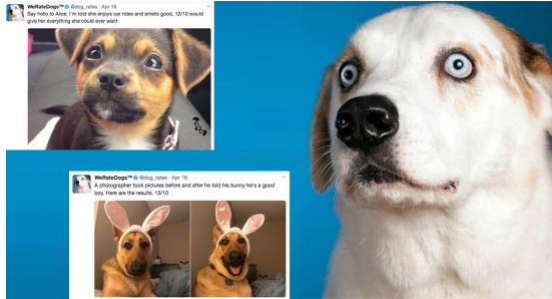 WeRateDogs™ @dog_rates · Apr 19
Say hello to Alice. I'm told she enjoys car rides and smells good. 12/10 would
give her everything she could ever want
WeRateDogs™ @dog_rates · Apr 16
A photographer took pictures before and after he told his bunny he's a good
boy. Here are the results. 13/10